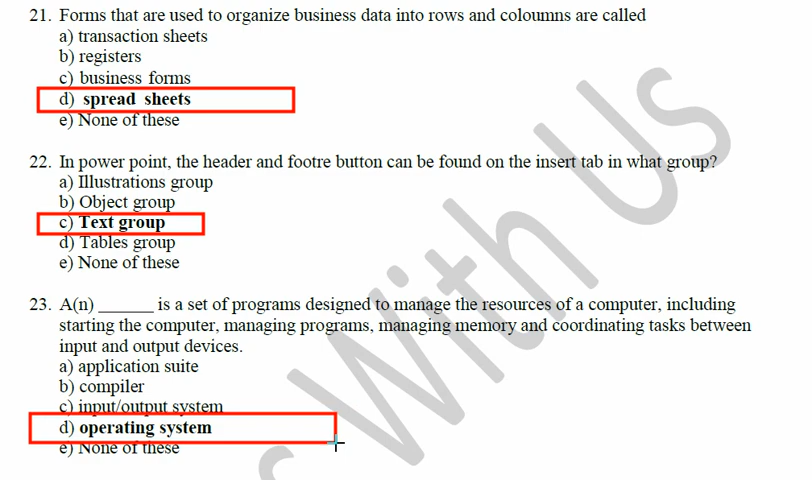 21. Forms that are used to organize business data into rows and coloumns are called
a) transaction sheets
b) registers
c) business forms
d) spread sheets
e) None of these
22. In power point, the header and footre button can be found on the insert tab in what group?
a) Illustrations group
b) Object group
c) Text group
d) Tables group
e) None of these
23. A(n) ______ is a set of programs designed to manage the resources of a computer, including
starting the computer, managing programs, managing memory and coordinating tasks between
input and output devices.
a) application suite
b) compiler
c) input/output system
d) operating system
e) None of these
With Us